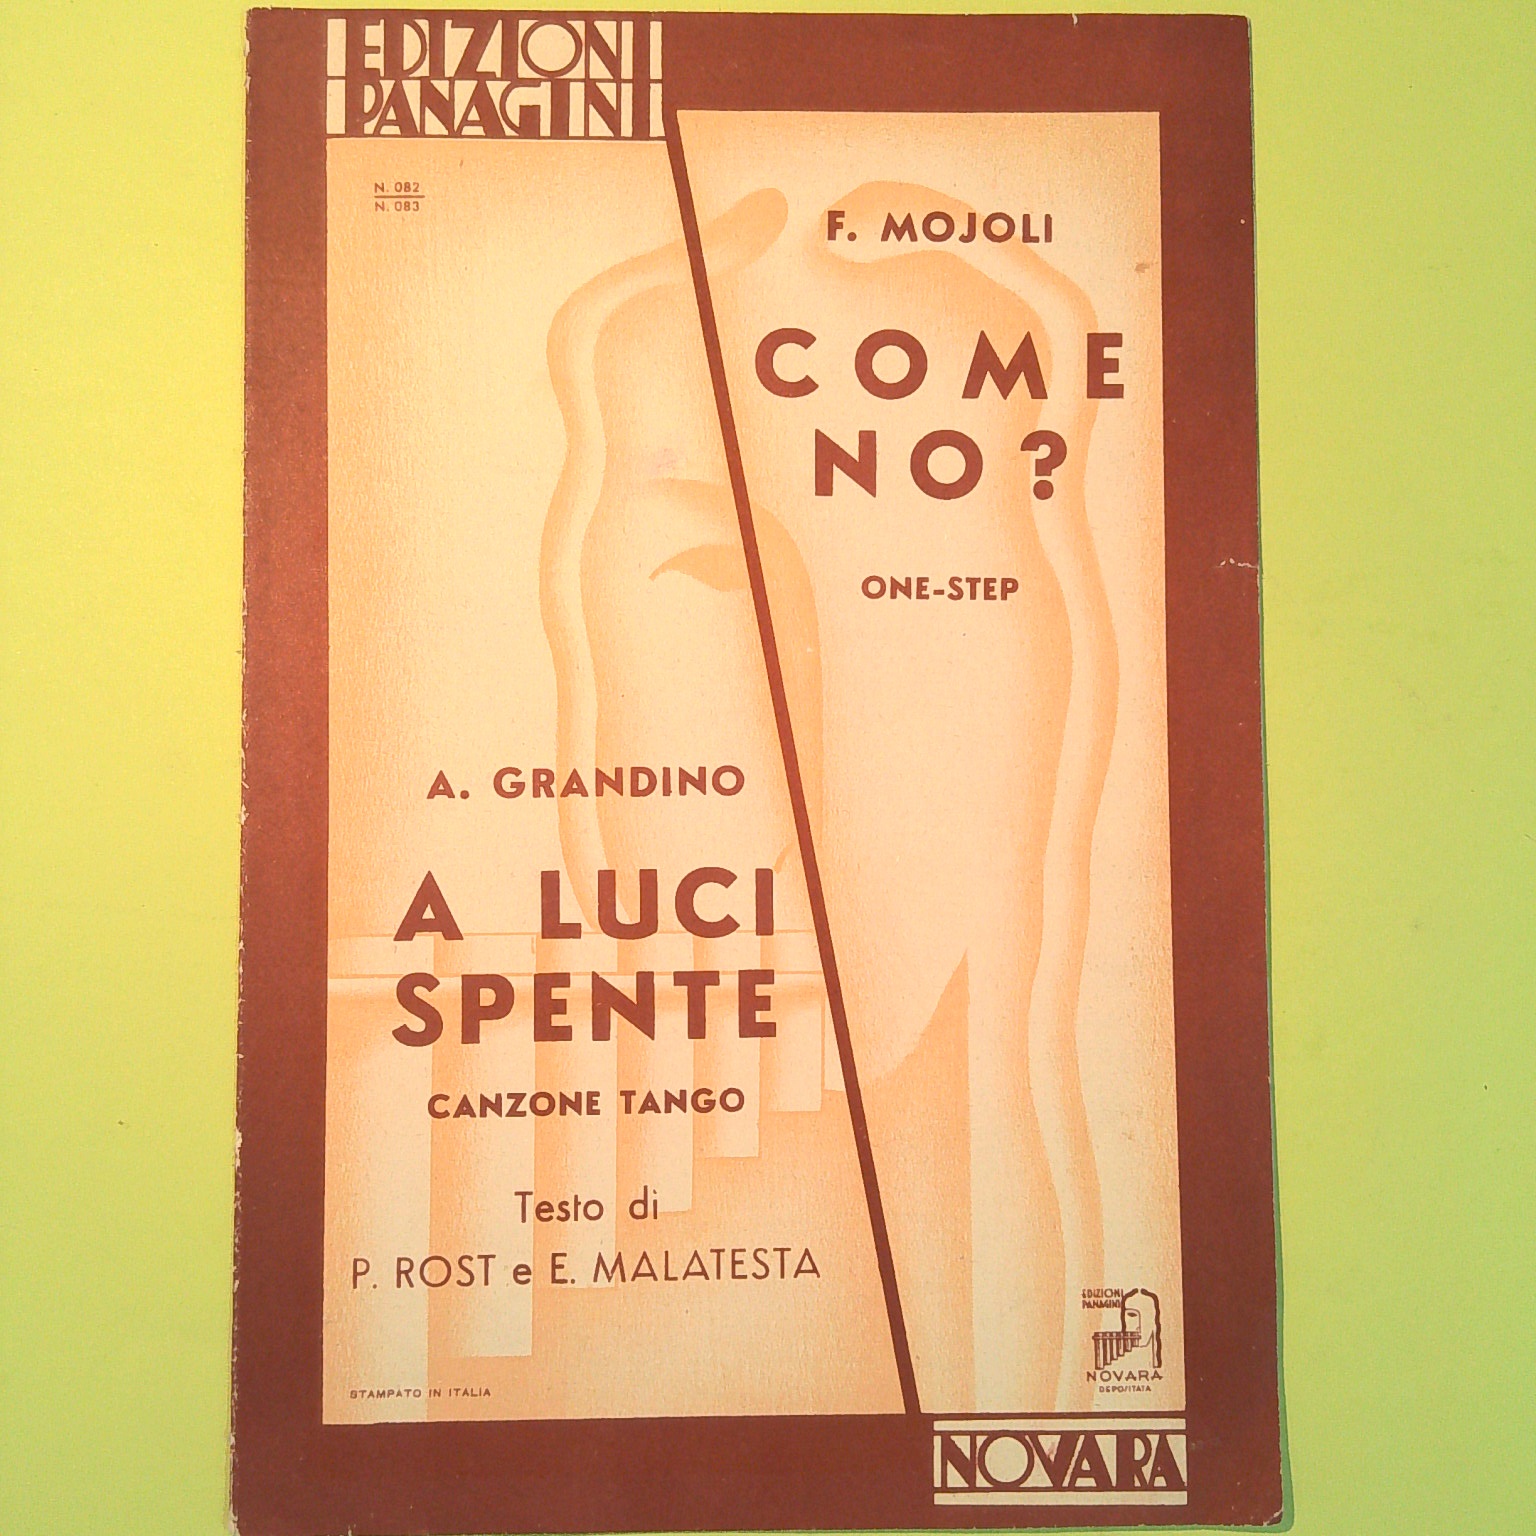 EDIZIONI
PANAGINI
N. 082
N. 083
F. MOJOLI
COME
NO?
ONE-STEP
A. GRANDINO
A LUCI
SPENTE
CANZONE TANGO
Testo di
P. ROST e E. MALATESTA
STAMPATO IN ITALIA
EDIZIONI
PANAGINI
NOVARA
DEPOSITATA
NOVARA